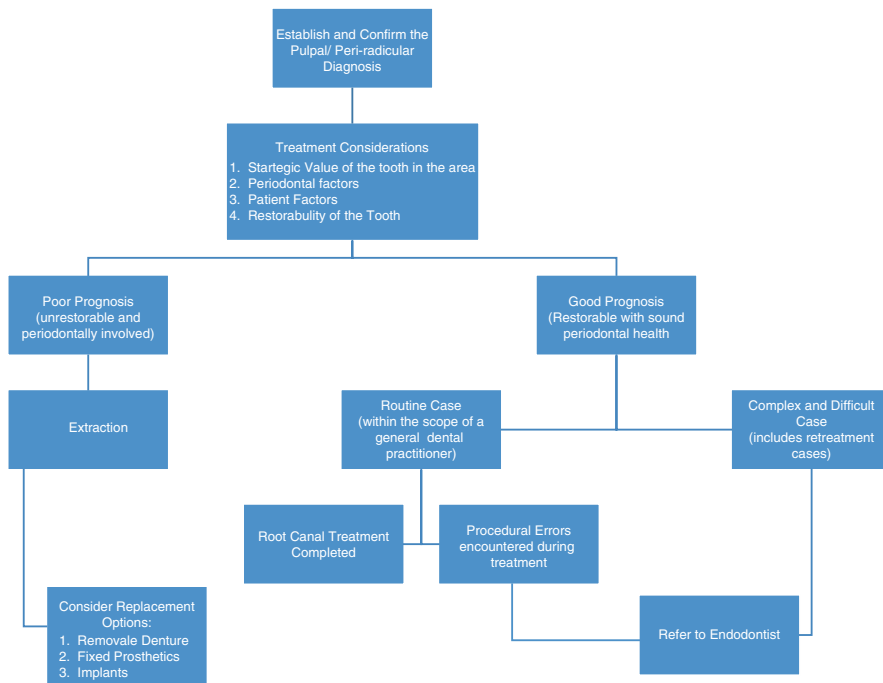 Establish and Confirm the
Pulpal/ Peri-radicular
Diagnosis
Treatment Considerations
1. Startegic Value of the tooth in the area
2. Periodontal factors
3. Patient Factors
4. Restorabulity of the Tooth
Poor Prognosis
(unrestorable and
periodontally involved)
Good Prognosis
(Restorable with sound
periodontal health
Extraction
Routine Case
(within the scope of a
general dental
practitioner)
Complex and Difficult
Case
(includes retreatment
cases)
Root Canal Treatment
Completed
Procedural Errors
encountered during
treatment
Consider Replacement
Options:
1. Removale Denture
2. Fixed Prosthetics
3. Implants
Refer to Endodontist